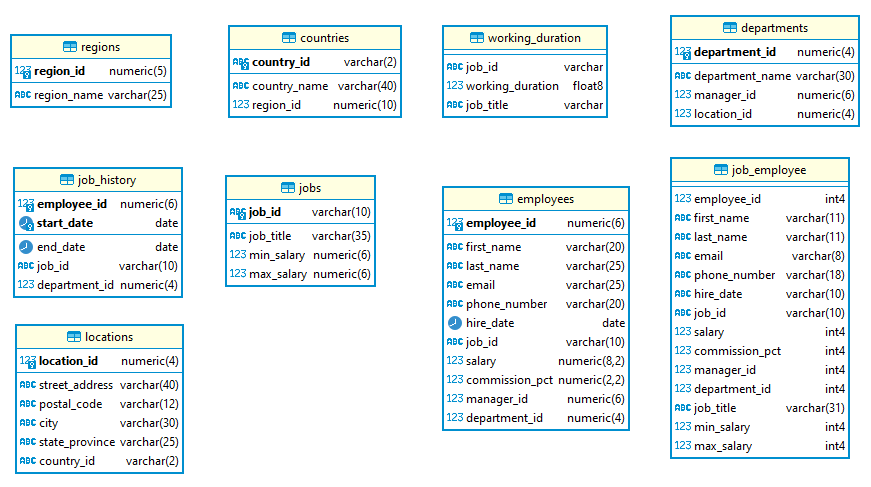 regions
region_id numeric(5)
region_name varchar(25)
countries
country_id varchar(2)
ABC country_name varchar(40)
123 region_id numeric(10)
working_duration
ABC job_id varchar
123 working_duration float8
ABC job_title varchar
departments
123 department_id numeric(4)
ABC department_name varchar(30)
123 manager_id numeric(6)
123 location_id numeric(4)
job_history
123 employee_id numeric(6)
start_date date
end_date date
ABC job_id varchar(10)
123 department_id numeric(4)
jobs
ABC job_id varchar(10)
ABC job_title varchar(35)
123 min_salary numeric(6)
123 max_salary numeric(6)
employees
123 employee_id numeric(6)
ABC first_name varchar(20)
ABC last_name varchar(25)
ABC email varchar(25)
ABC phone_number varchar(20)
hire_date date
ABC job_id varchar(10)
123 salary numeric(8,2)
123 commission_pct numeric(2,2)
123 manager_id numeric(6)
123 department_id numeric(4)
job_employee
123 employee_id int4
ABC first_name varchar(11)
ABC last_name varchar(11)
ABC email varchar(8)
ABC phone_number varchar(18)
ABC hire_date varchar(10)
ABC job_id varchar(10)
123 salary int4
123 commission_pct int4
123 manager_id int4
123 department_id int4
ABC job_title varchar(31)
123 min_salary int4
123 max_salary int4
locations
123 location_id numeric(4)
ABC street_address varchar(40)
ABC postal_code varchar(12)
ABC city varchar(30)
ABC state_province varchar(25)
ABC country_id varchar(2)